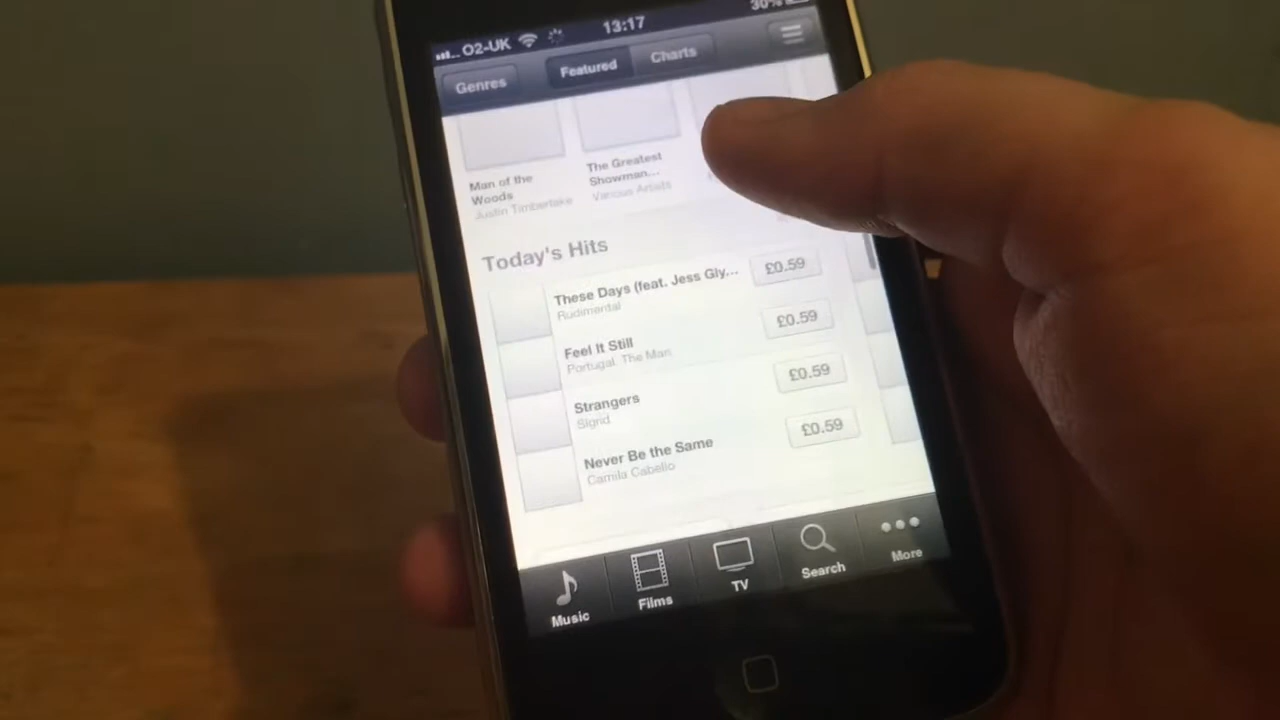 O2-UK 13:17 30%
Genres Featured Charts
Man of the
Woods
Justin Timberlake
The Greatest
Showman...
Various Artists
Today's Hits
These Days (feat. Jess Gly... £0.59
Rudimental
Feel It Still £0.59
Portugal. The Man
Strangers £0.59
Sigrid
Never Be the Same £0.59
Camila Cabello
Music Films TV Search More